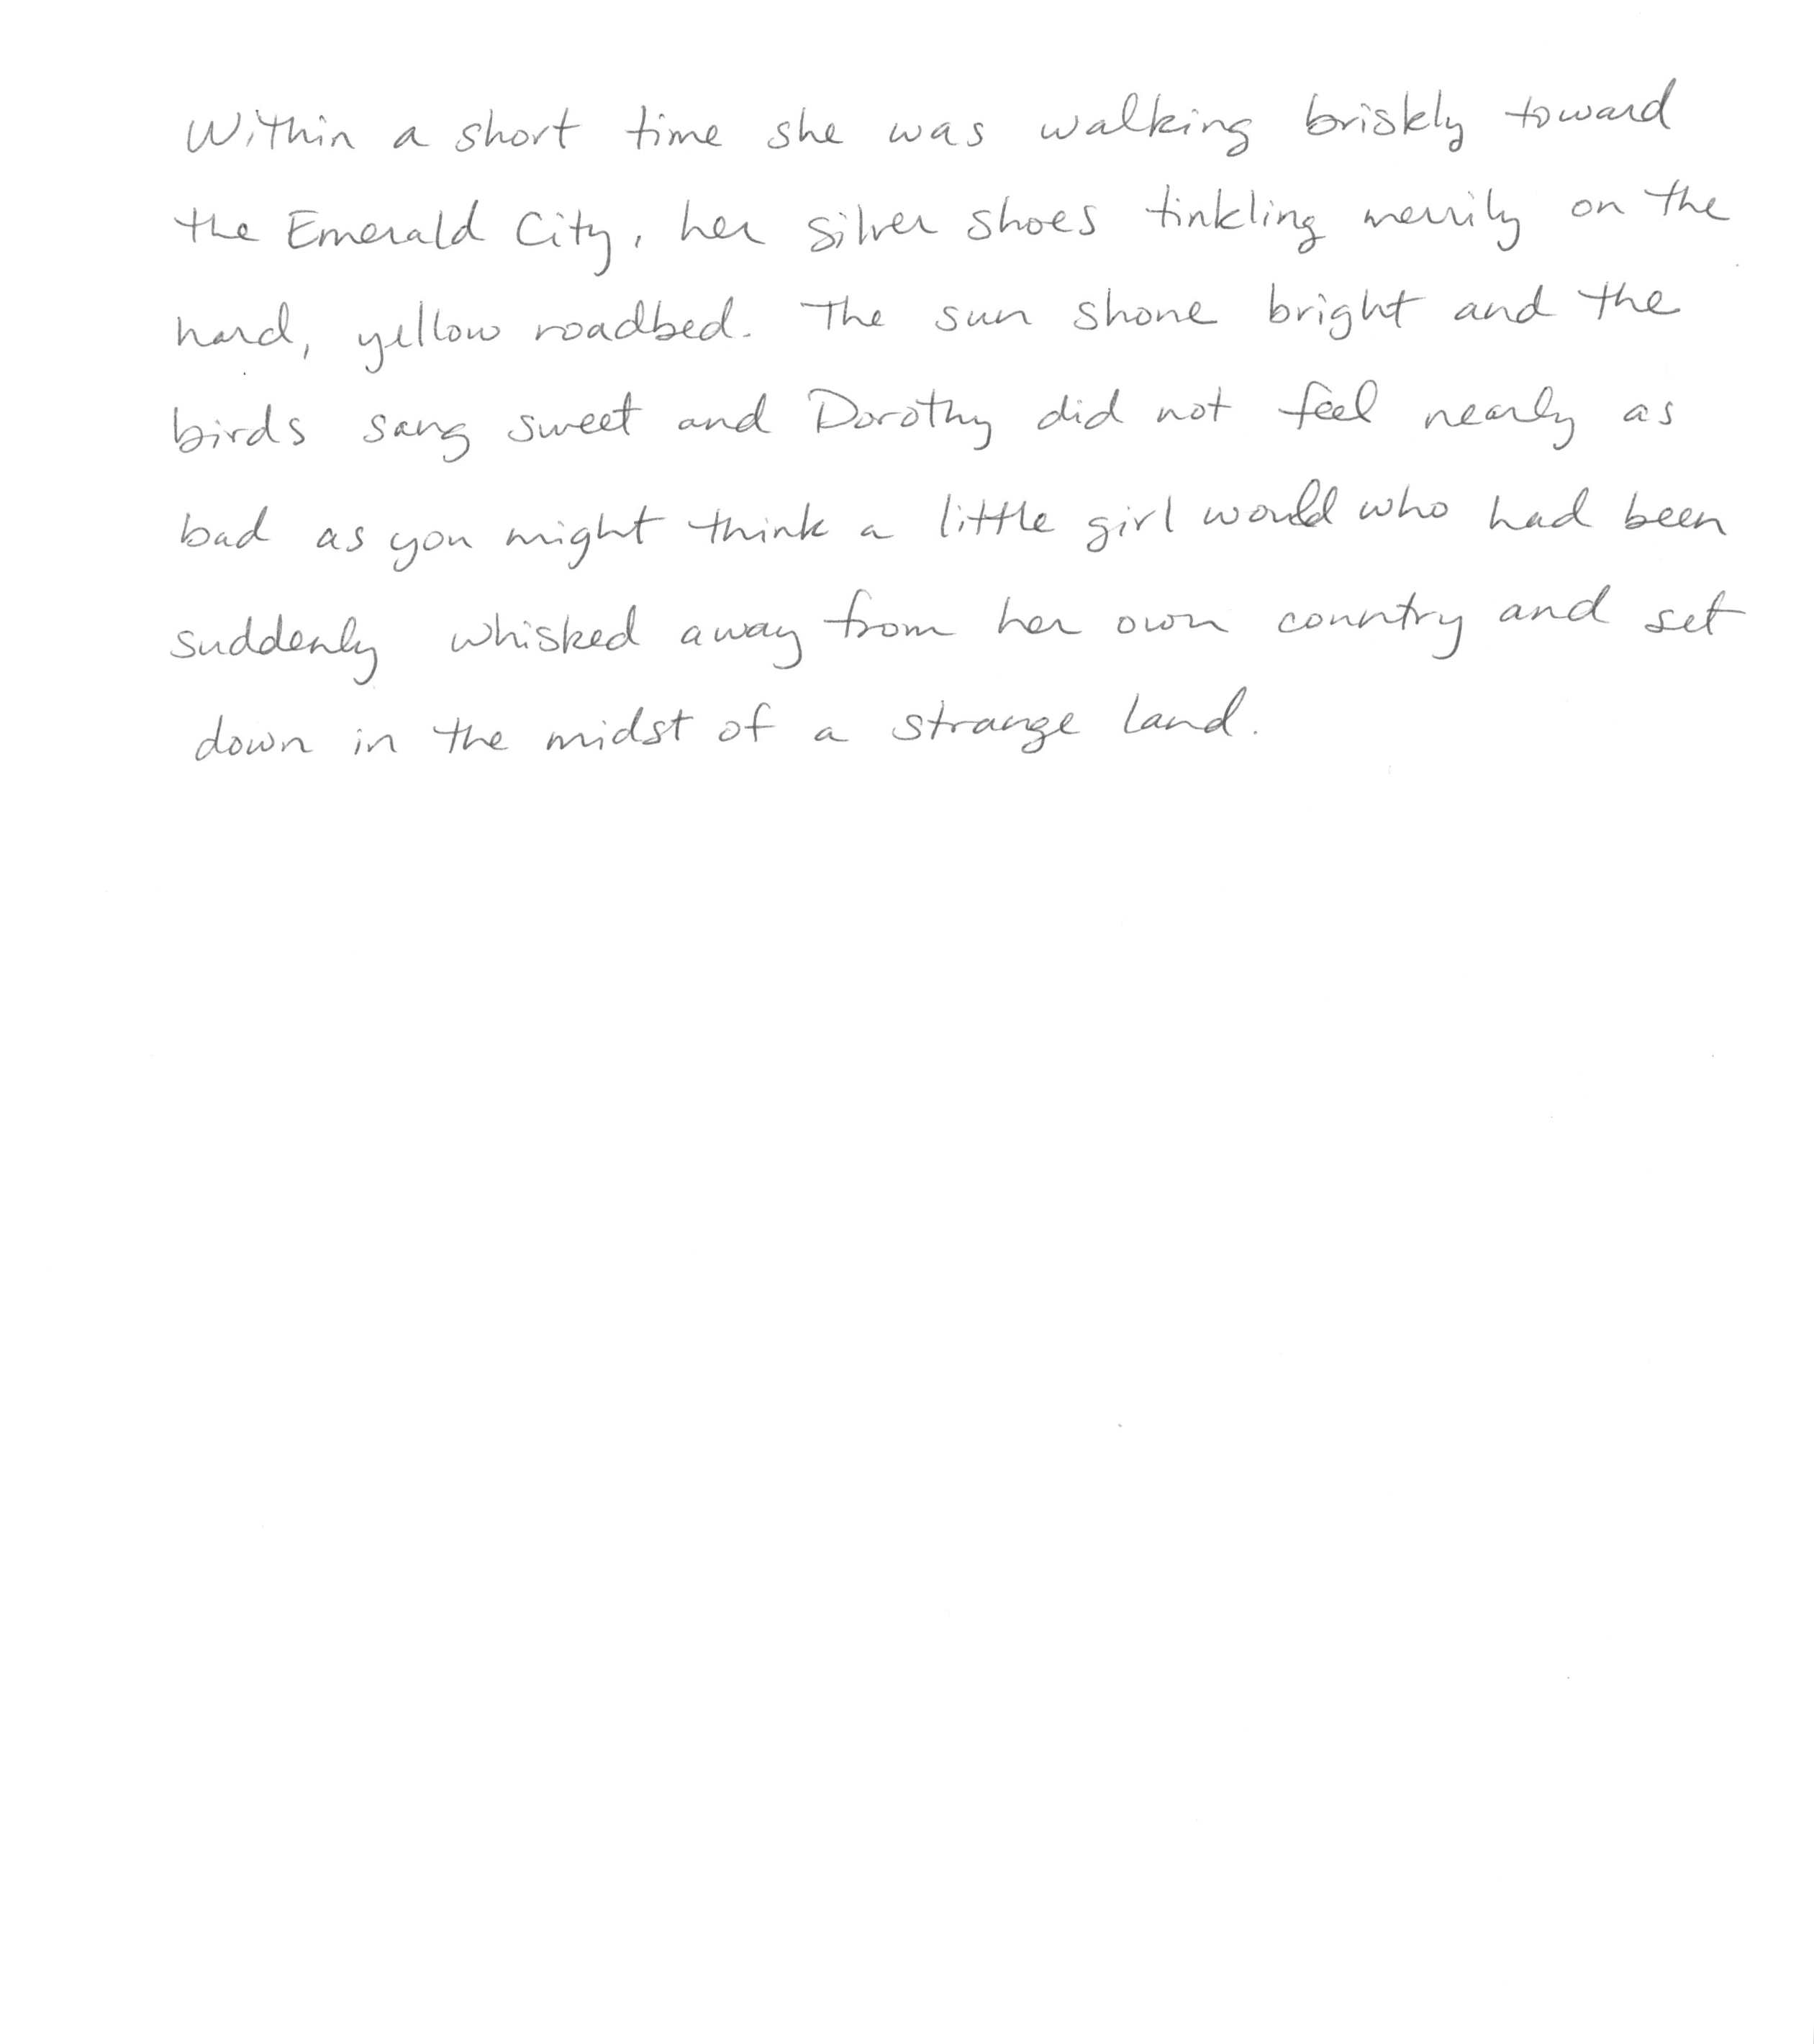 Within a short time she was walking briskly toward
the Emerald City, her silver shoes tinkling merrily on the
hard, yellow roadbed. The sun shone bright and the
birds sang sweet and Dorothy did not feel nearly as
bad as you might think a little girl would who had been
suddenly whisked away from her own country and set
down in the midst of a strange land.